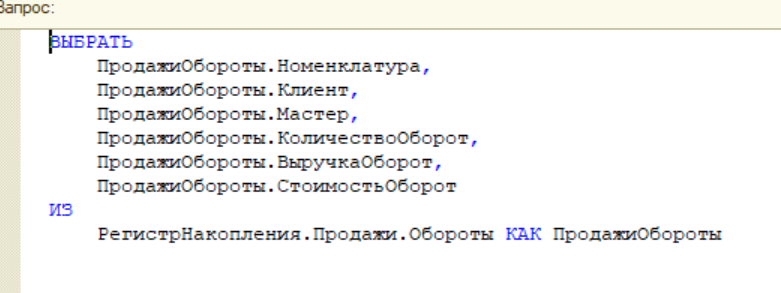 Запрос:
ВЫБРАТЬ
ПродажиОбороты.Номенклатура,
ПродажиОбороты.Клиент,
ПродажиОбороты.Мастер,
ПродажиОбороты.КоличествоОборот,
ПродажиОбороты.ВыручкаОборот,
ПродажиОбороты.СтоимостьОборот
ИЗ
РегистрНакопления.Продажи.Обороты КАК ПродажиОбороты